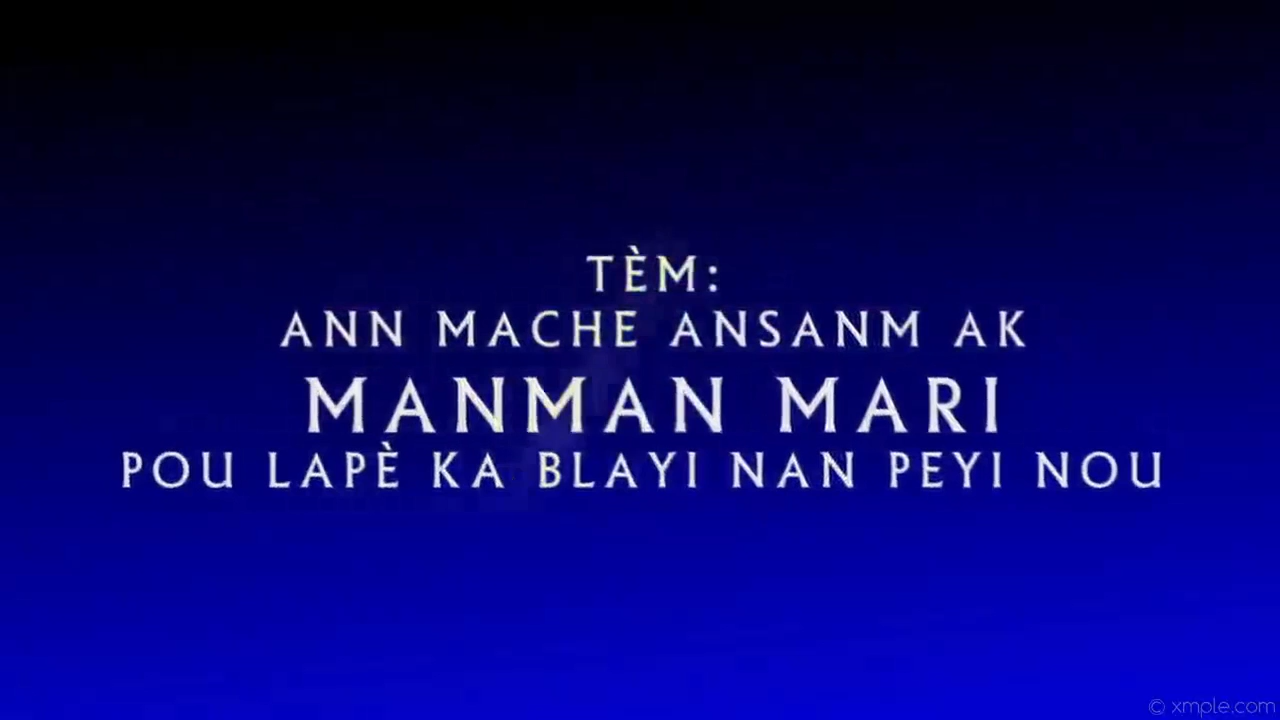 TÈM:
ANN MACHE ANSANM AK
MANMAN MARI
POU LAPÈ KA BLAYI NAN PEYI NOU
© xmple.com